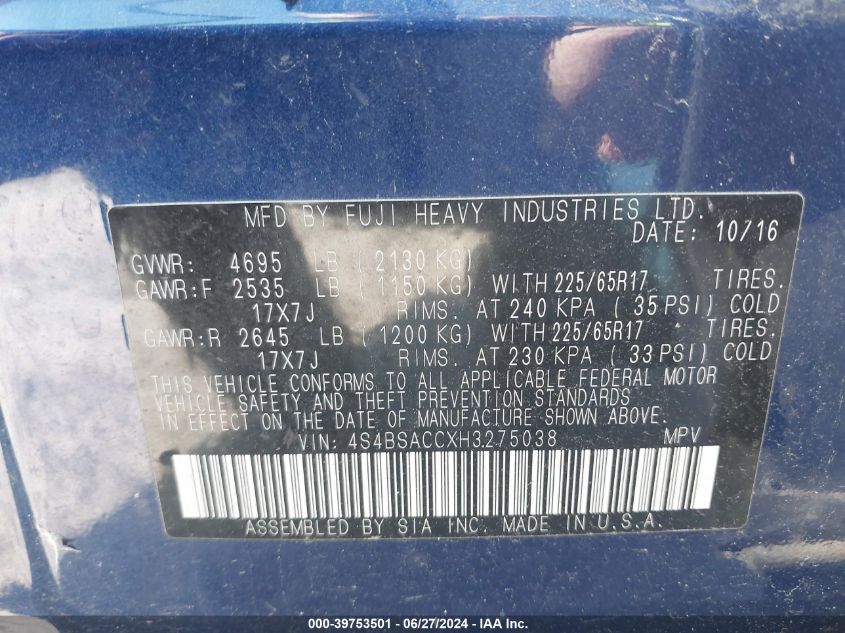 MFD BY FUJI HEAVY INDUSTRIES LTD.
DATE: 10/16
GVWR: 4695 LB ( 2130 KG)
GAWR:F 2535 LB ( 1150 KG) WITH 225/65R17 TIRES.
17X7J RIMS. AT 240 KPA ( 35 PSI) COLD
GAWR:R 2645 LB ( 1200 KG) WITH 225/65R17 TIRES.
17X7J RIMS. AT 230 KPA ( 33 PSI) COLD
THIS VEHICLE CONFORMS TO ALL APPLICABLE FEDERAL MOTOR
VEHICLE SAFETY AND THEFT PREVENTION STANDARDS
IN EFFECT ON THE DATE OF MANUFACTURE SHOWN ABOVE.
VIN: 4S4BSACCXH3275038 MPV
ASSEMBLED BY SIA INC. MADE IN U.S.A.
000-39753501 - 06/27/2024 - IAA Inc.